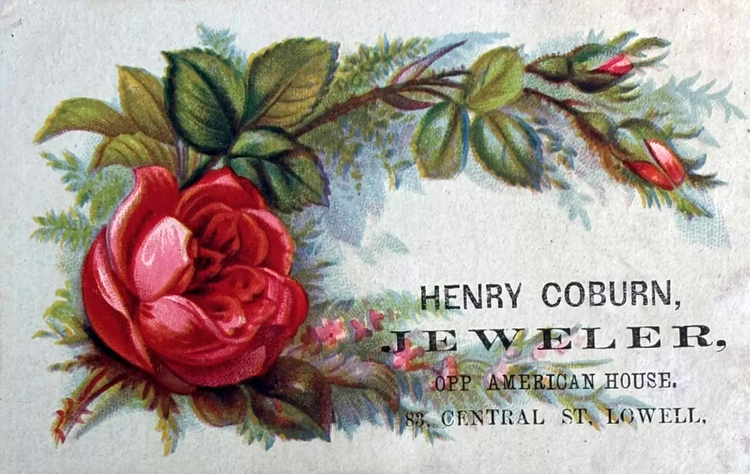 HENRY COBURN,
JEWELER,
OPP AMERICAN HOUSE.
83, CENTRAL ST, LOWELL,